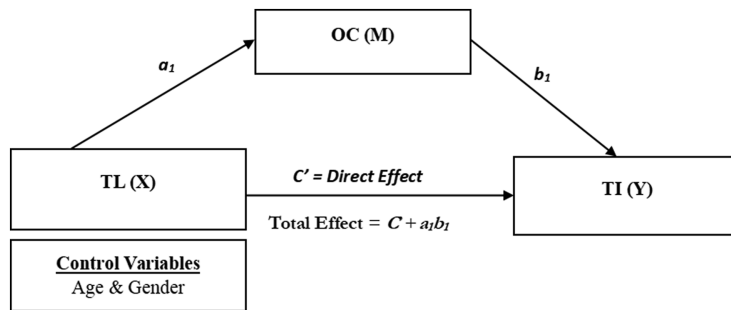 OC (M)
a₁
b₁
TL (X)
C' = Direct Effect
TI (Y)
Total Effect = C + a₁b₁
Control Variables
Age & Gender